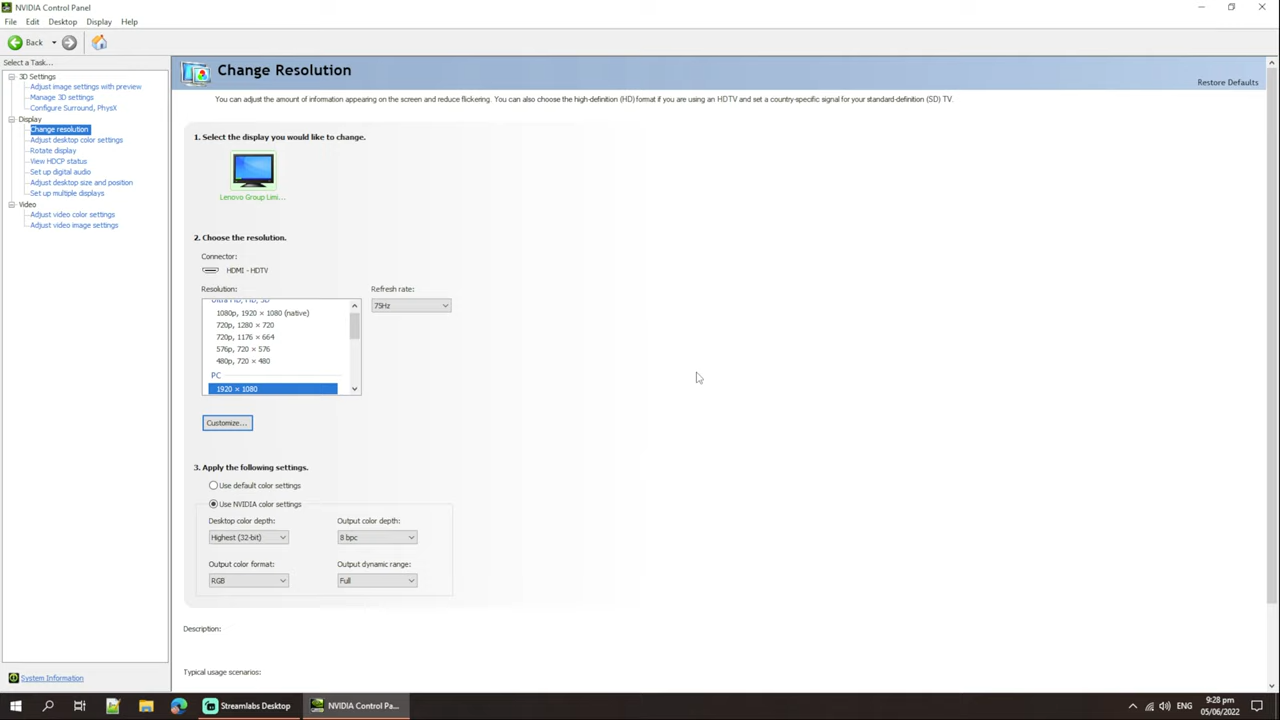 NVIDIA Control Panel
File Edit Desktop Display Help
Back
Select a Task...
3D Settings
Adjust image settings with preview
Manage 3D settings
Configure Surround, PhysX
Display
Change resolution
Adjust desktop color settings
Rotate display
View HDCP status
Set up digital audio
Adjust desktop size and position
Set up multiple displays
Video
Adjust video color settings
Adjust video image settings
System Information
Change Resolution
Restore Defaults
You can adjust the amount of information appearing on the screen and reduce flickering. You can also choose the high-definition (HD) format if you are using an HDTV and set a country-specific signal for your standard-definition (SD) TV.
1. Select the display you would like to change.
Lenovo Group Limi...
2. Choose the resolution.
Connector:
HDMI - HDTV
Resolution:
Refresh rate:
Ultra HD, HD, SD
75Hz
1080p, 1920 × 1080 (native)
720p, 1280 × 720
720p, 1176 × 664
576p, 720 × 576
480p, 720 × 480
PC
1920 × 1080
Customize...
3. Apply the following settings.
Use default color settings
Use NVIDIA color settings
Desktop color depth: Output color depth:
Highest (32-bit) 8 bpc
Output color format: Output dynamic range:
RGB Full
Description:
Typical usage scenarios:
Streamlabs Desktop
NVIDIA Control Pa...
ENG
9:28 pm
05/06/2022